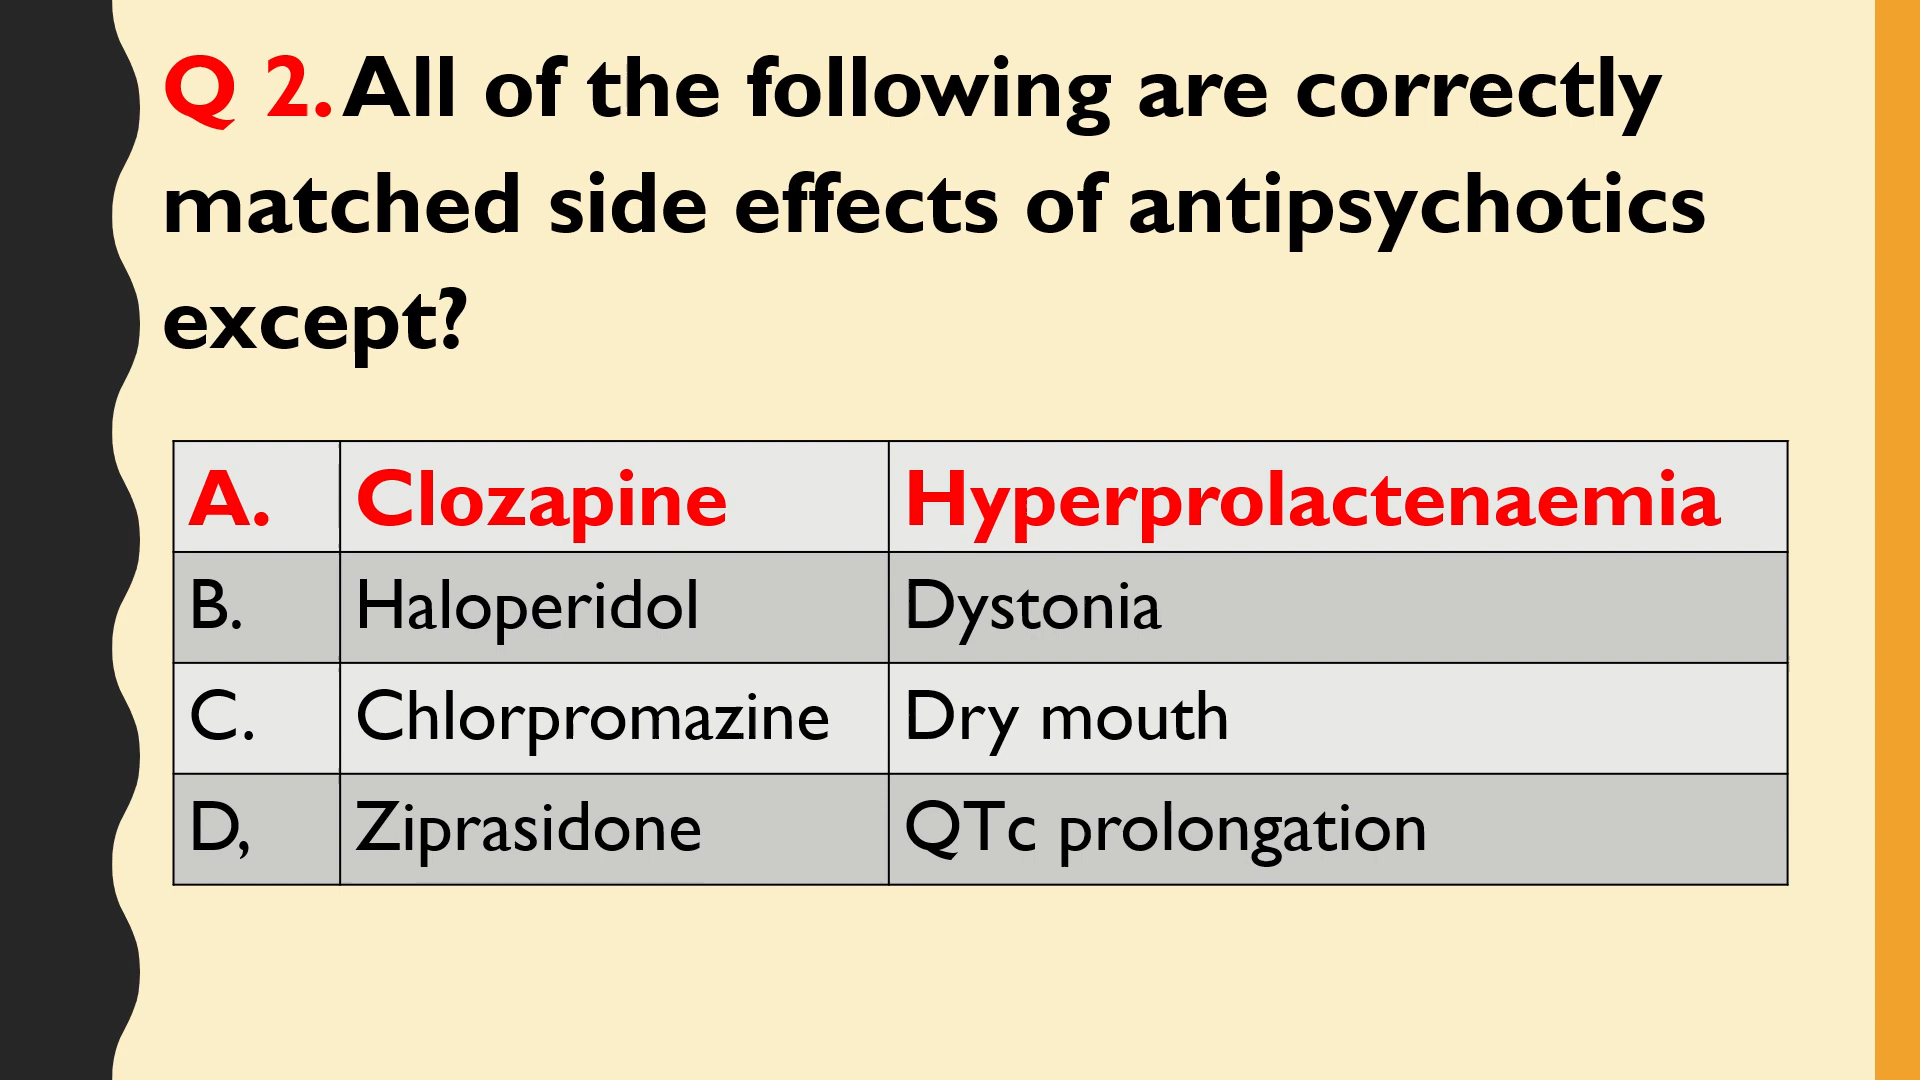 Q 2. All of the following are correctly
matched side effects of antipsychotics
except?
A. Clozapine Hyperprolactenaemia
B. Haloperidol Dystonia
C. Chlorpromazine Dry mouth
D, Ziprasidone QTc prolongation